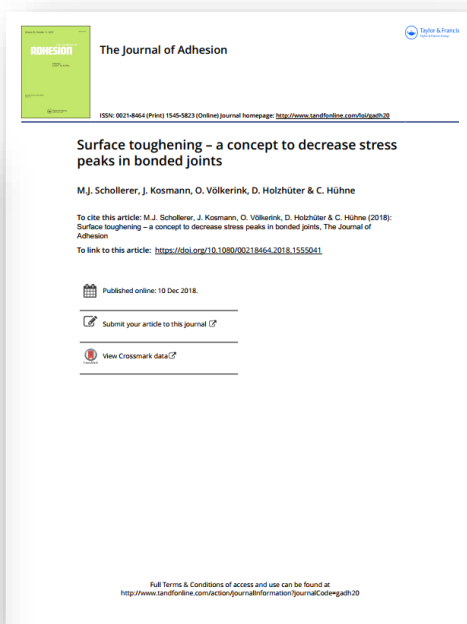 ADHESION
The Journal of Adhesion
Taylor & Francis
Taylor & Francis Group
ISSN: 0021-8464 (Print) 1545-5823 (Online) Journal homepage: http://www.tandfonline.com/loi/gadh20
Surface toughening – a concept to decrease stress
peaks in bonded joints
M.J. Schollerer, J. Kosmann, O. Völkerink, D. Holzhüter & C. Hühne
To cite this article: M.J. Schollerer, J. Kosmann, O. Völkerink, D. Holzhüter & C. Hühne (2018):
Surface toughening – a concept to decrease stress peaks in bonded joints, The Journal of
Adhesion
To link to this article: https://doi.org/10.1080/00218464.2018.1555041
Published online: 10 Dec 2018.
Submit your article to this journal
View Crossmark data
Full Terms & Conditions of access and use can be found at
http://www.tandfonline.com/action/journalInformation?journalCode=gadh20